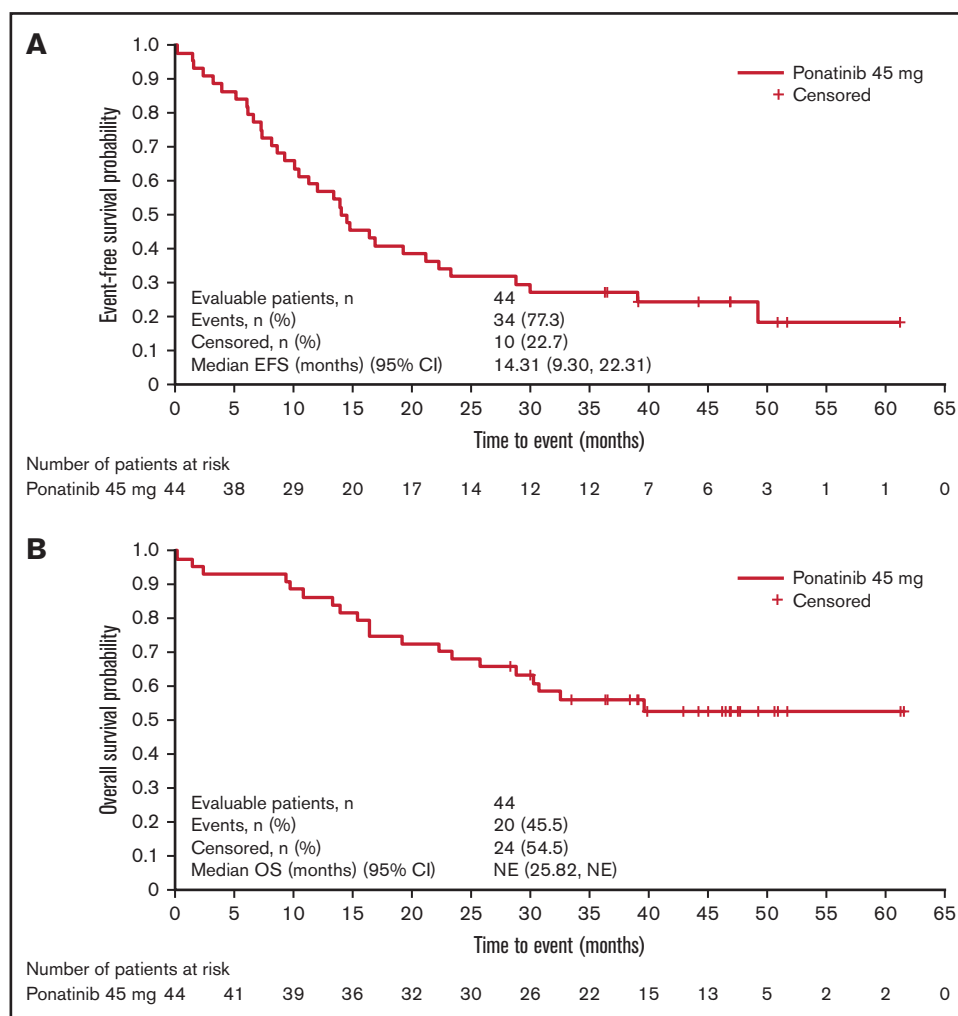 A
Ponatinib 45 mg
Censored
Event-free survival probability
1.0
0.9
0.8
0.7
0.6
0.5
0.4
0.3
0.2
0.1
0
Evaluable patients, n 44
Events, n (%) 34 (77.3)
Censored, n (%) 10 (22.7)
Median EFS (months) (95% CI) 14.31 (9.30, 22.31)
0 5 10 15 20 25 30 35 40 45 50 55 60 65
Time to event (months)
Number of patients at risk
Ponatinib 45 mg 44 38 29 20 17 14 12 12 7 6 3 1 1 0
B
Ponatinib 45 mg
Censored
Overall survival probability
1.0
0.9
0.8
0.7
0.6
0.5
0.4
0.3
0.2
0.1
0
Evaluable patients, n 44
Events, n (%) 20 (45.5)
Censored, n (%) 24 (54.5)
Median OS (months) (95% CI) NE (25.82, NE)
0 5 10 15 20 25 30 35 40 45 50 55 60 65
Time to event (months)
Number of patients at risk
Ponatinib 45 mg 44 41 39 36 32 30 26 22 15 13 5 2 2 0